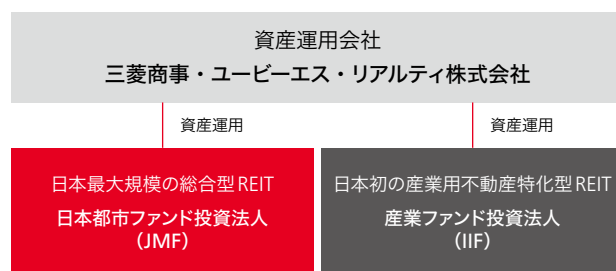 資産運用会社
三菱商事・ユービーエス・リアルティ株式会社
資産運用
資産運用
日本最大規模の総合型REIT
日本都市ファンド投資法人
（JMF）
日本初の産業用不動産特化型REIT
産業ファンド投資法人
（IIF）